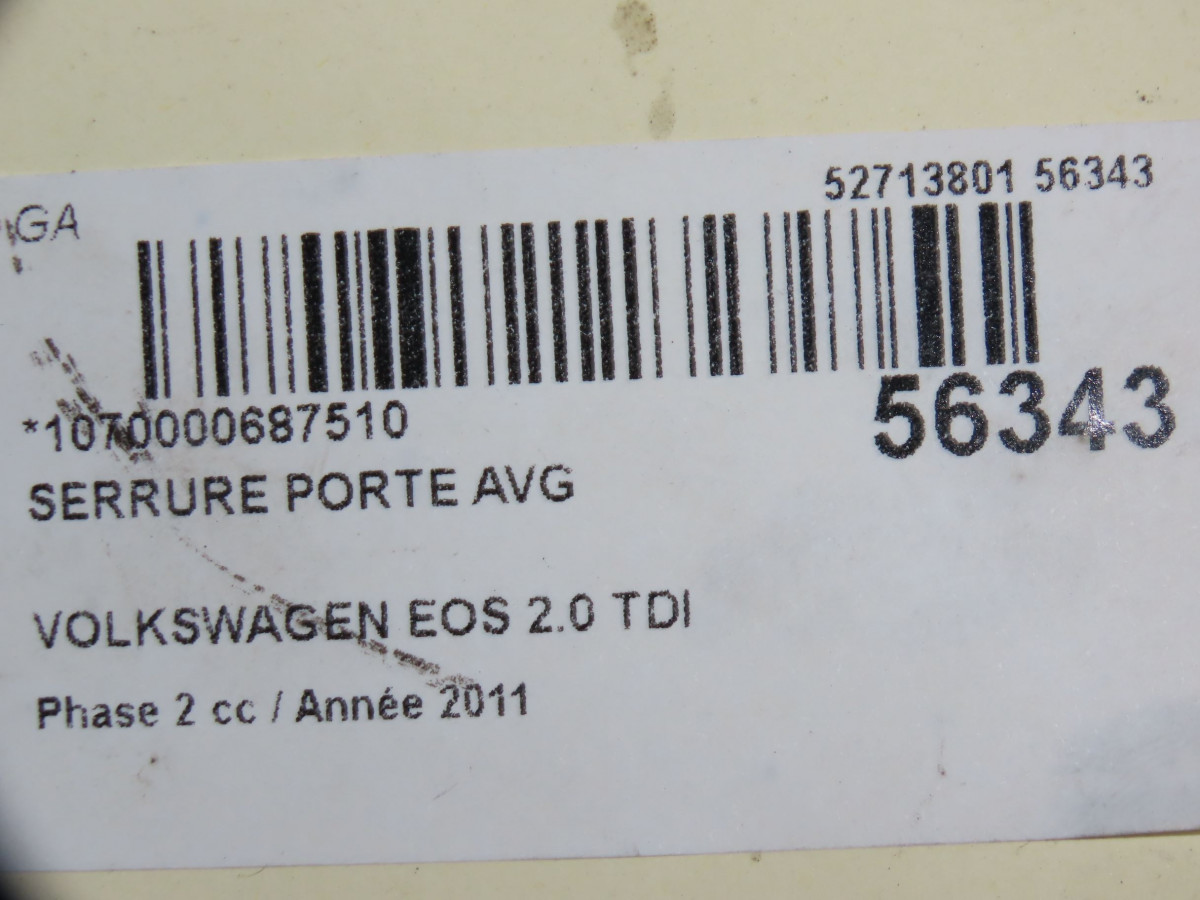 52713801 56343
GA
*1070000687510
56343
SERRURE PORTE AVG
VOLKSWAGEN EOS 2.0 TDI
Phase 2 cc / Année 2011